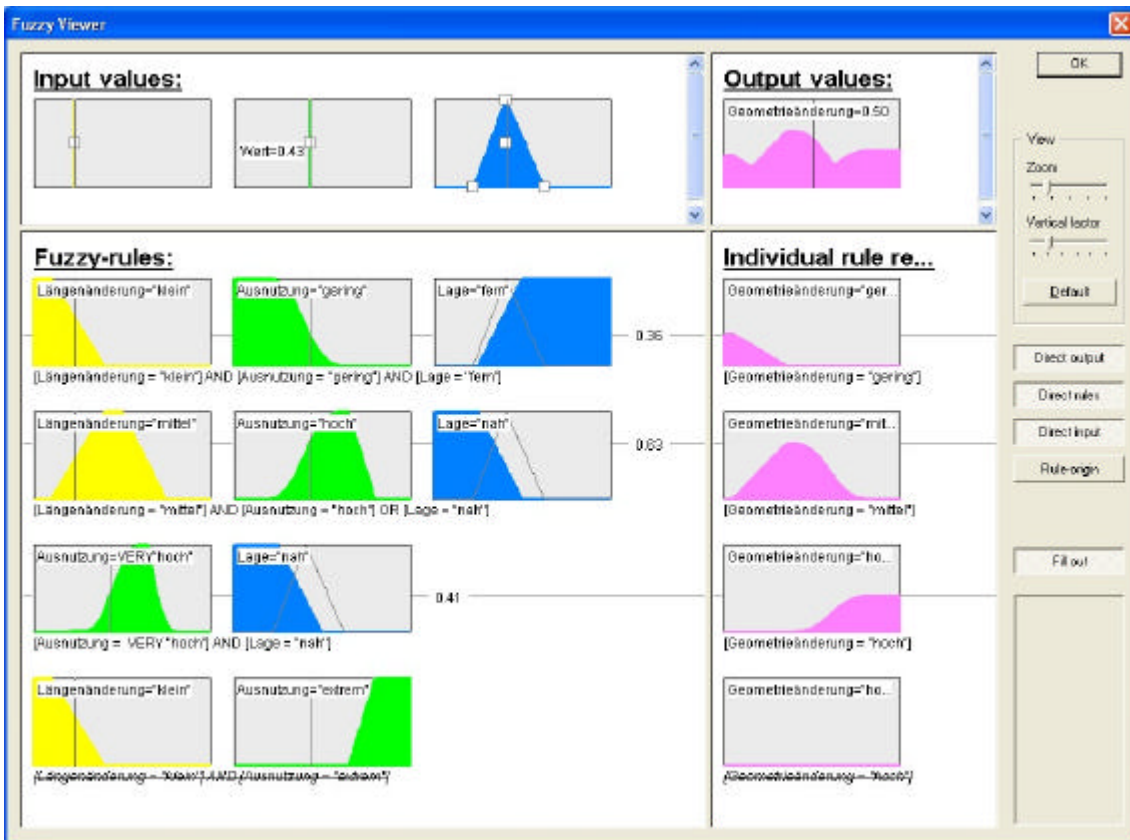 Fuzzy Viewer
Input values:
Wert=0.43
Output values:
Geometrieänderung=0.50
OK
View
Zoom
Vertical factor
Default
Direct output
Direct rules
Direct input
Rule-origin
Fill out
Fuzzy-rules:
Individual rule re...
Längenänderung="klein"
Ausnutzung="gering"
Lage="fern"
0.36
Geometrieänderung="ger...
[Längenänderung = "klein"] AND [Ausnutzung = "gering"] AND [Lage = "fern"]
[Geometrieänderung = "gering"]
Längenänderung="mittel"
Ausnutzung="hoch"
Lage="nah"
0.63
Geometrieänderung="mit...
[Längenänderung = "mittel"] AND [Ausnutzung = "hoch"] OR [Lage = "nah"]
[Geometrieänderung = "mittel"]
Ausnutzung=VERY"hoch"
Lage="nah"
0.41
Geometrieänderung="ho...
[Ausnutzung = VERY "hoch"] AND [Lage = "nah"]
[Geometrieänderung = "hoch"]
Längenänderung="klein"
Ausnutzung="extrem"
Geometrieänderung="ho...
[Längenänderung = "klein"] AND [Ausnutzung = "extrem"]
[Geometrieänderung = "hoch"]